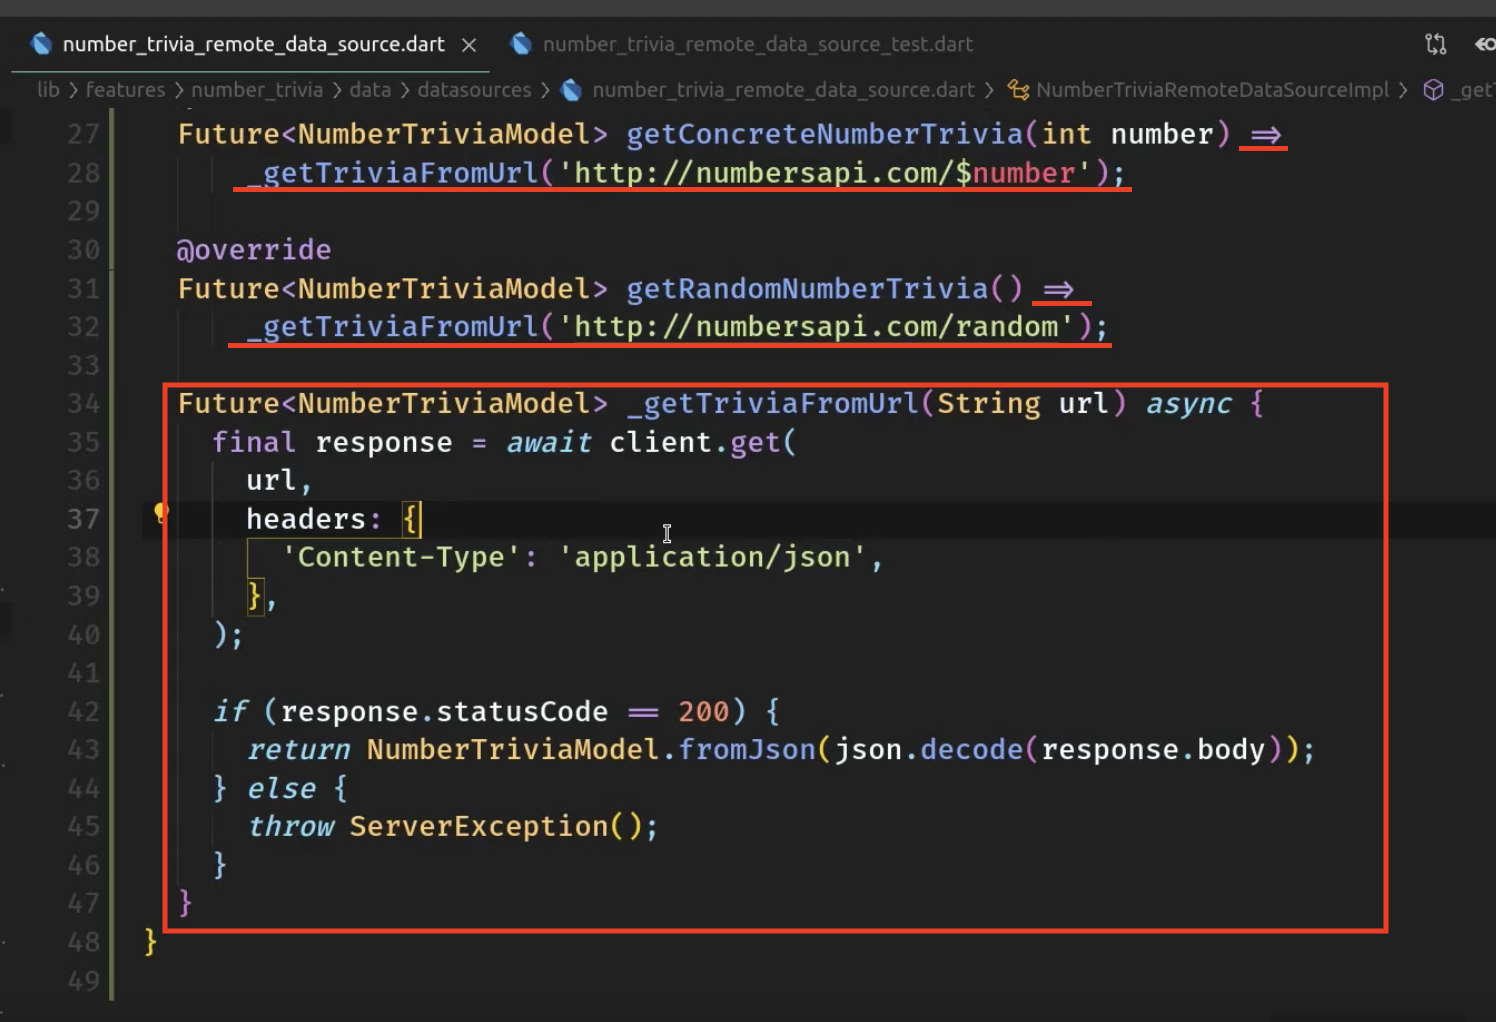 number_trivia_remote_data_source.dart ×
number_trivia_remote_data_source_test.dart
lib > features > number_trivia > data > datasources > number_trivia_remote_data_source.dart > NumberTriviaRemoteDataSourceImpl > _get
27 Future<NumberTriviaModel> getConcreteNumberTrivia(int number) =>
28 _getTriviaFromUrl('http://numbersapi.com/$number');
29
30 @override
31 Future<NumberTriviaModel> getRandomNumberTrivia() =>
32 _getTriviaFromUrl('http://numbersapi.com/random');
33
34 Future<NumberTriviaModel> _getTriviaFromUrl(String url) async {
35 final response = await client.get(
36 url,
37 headers: {
38 'Content-Type': 'application/json',
39 },
40 );
41
42 if (response.statusCode == 200) {
43 return NumberTriviaModel.fromJson(json.decode(response.body));
44 } else {
45 throw ServerException();
46 }
47 }
48 }
49